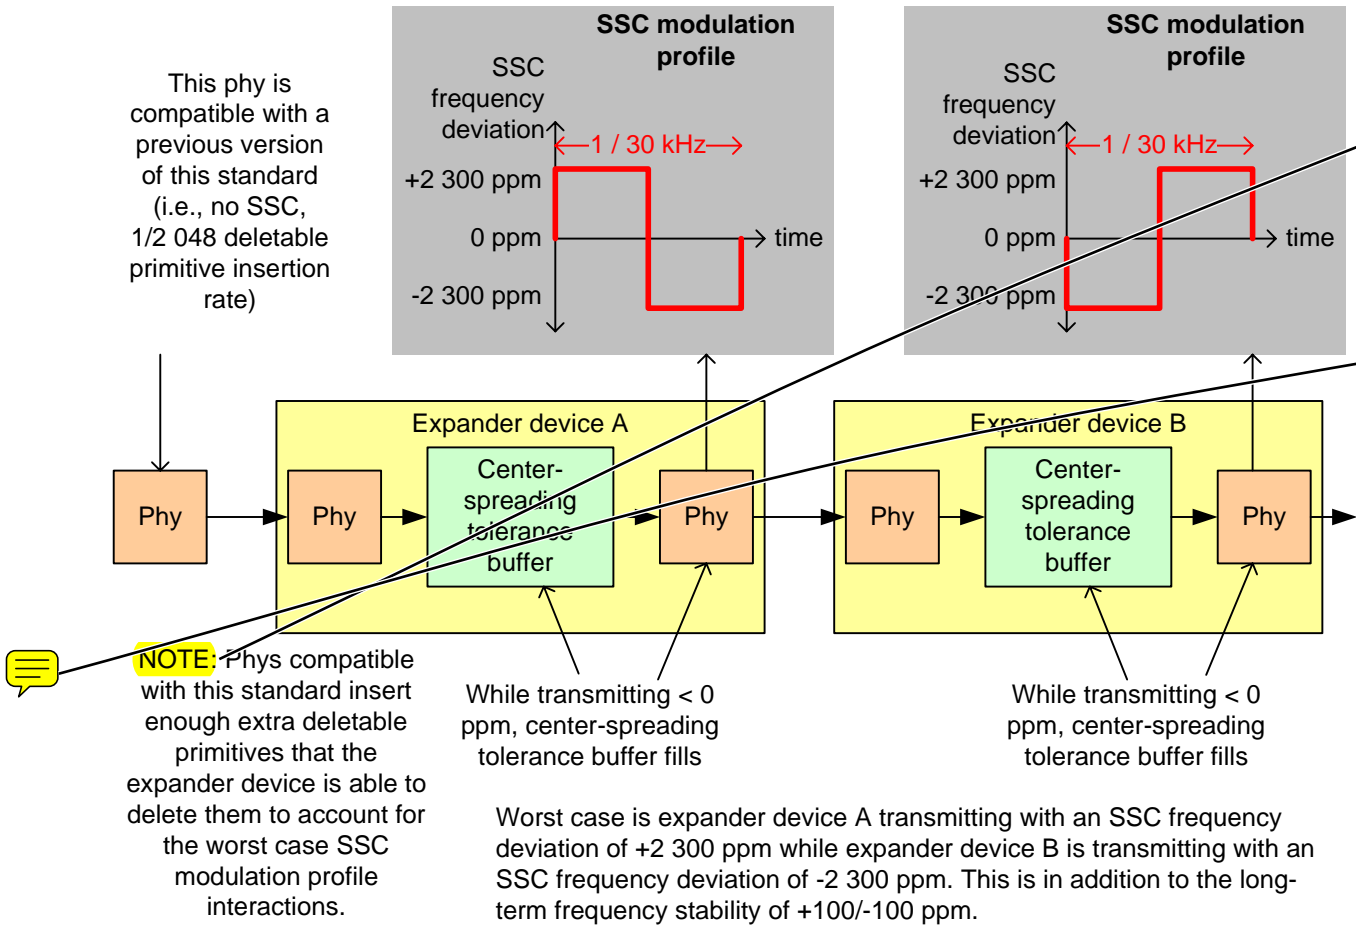 This phy is
compatible with a
previous version
of this standard
(i.e., no SSC,
1/2 048 deletable
primitive insertion
rate)
SSC modulation
profile
SSC
frequency
deviation
1 / 30 kHz
+2 300 ppm
0 ppm
time
-2 300 ppm
SSC modulation
profile
SSC
frequency
deviation
1 / 30 kHz
+2 300 ppm
0 ppm
time
-2 300 ppm
Expander device A
Expander device B
Phy
Phy
Center-
spreading
tolerance
buffer
Phy
Phy
Center-
spreading
tolerance
buffer
Phy
NOTE: Phys compatible
with this standard insert
enough extra deletable
primitives that the
expander device is able to
delete them to account for
the worst case SSC
modulation profile
interactions.
While transmitting < 0
ppm, center-spreading
tolerance buffer fills
While transmitting < 0
ppm, center-spreading
tolerance buffer fills
Worst case is expander device A transmitting with an SSC frequency
deviation of +2 300 ppm while expander device B is transmitting with an
SSC frequency deviation of -2 300 ppm. This is in addition to the long-
term frequency stability of +100/-100 ppm.